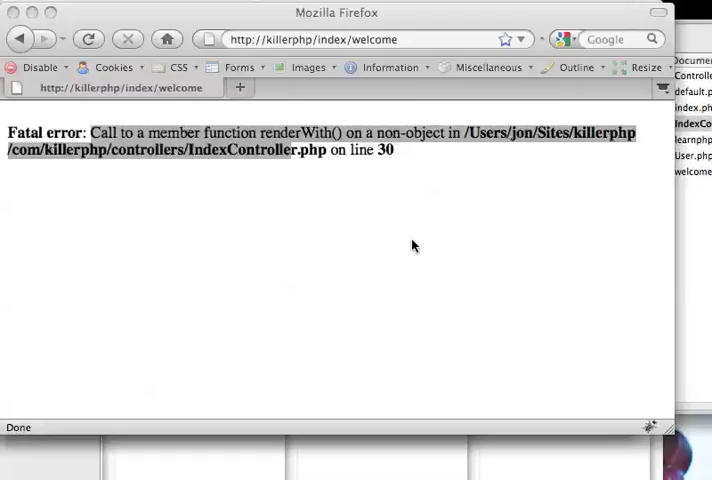 Mozilla Firefox
http://killerphp/index/welcome
Google
Disable Cookies CSS Forms Images Information Miscellaneous Outline Resize
http://killerphp/index/welcome
Fatal error: Call to a member function renderWith() on a non-object in /Users/jon/Sites/killerphp
/com/killerphp/controllers/IndexController.php on line 30
Done
Documen
Controlle
default.p
index.ph
IndexCo
learnphp
User.php
welcome